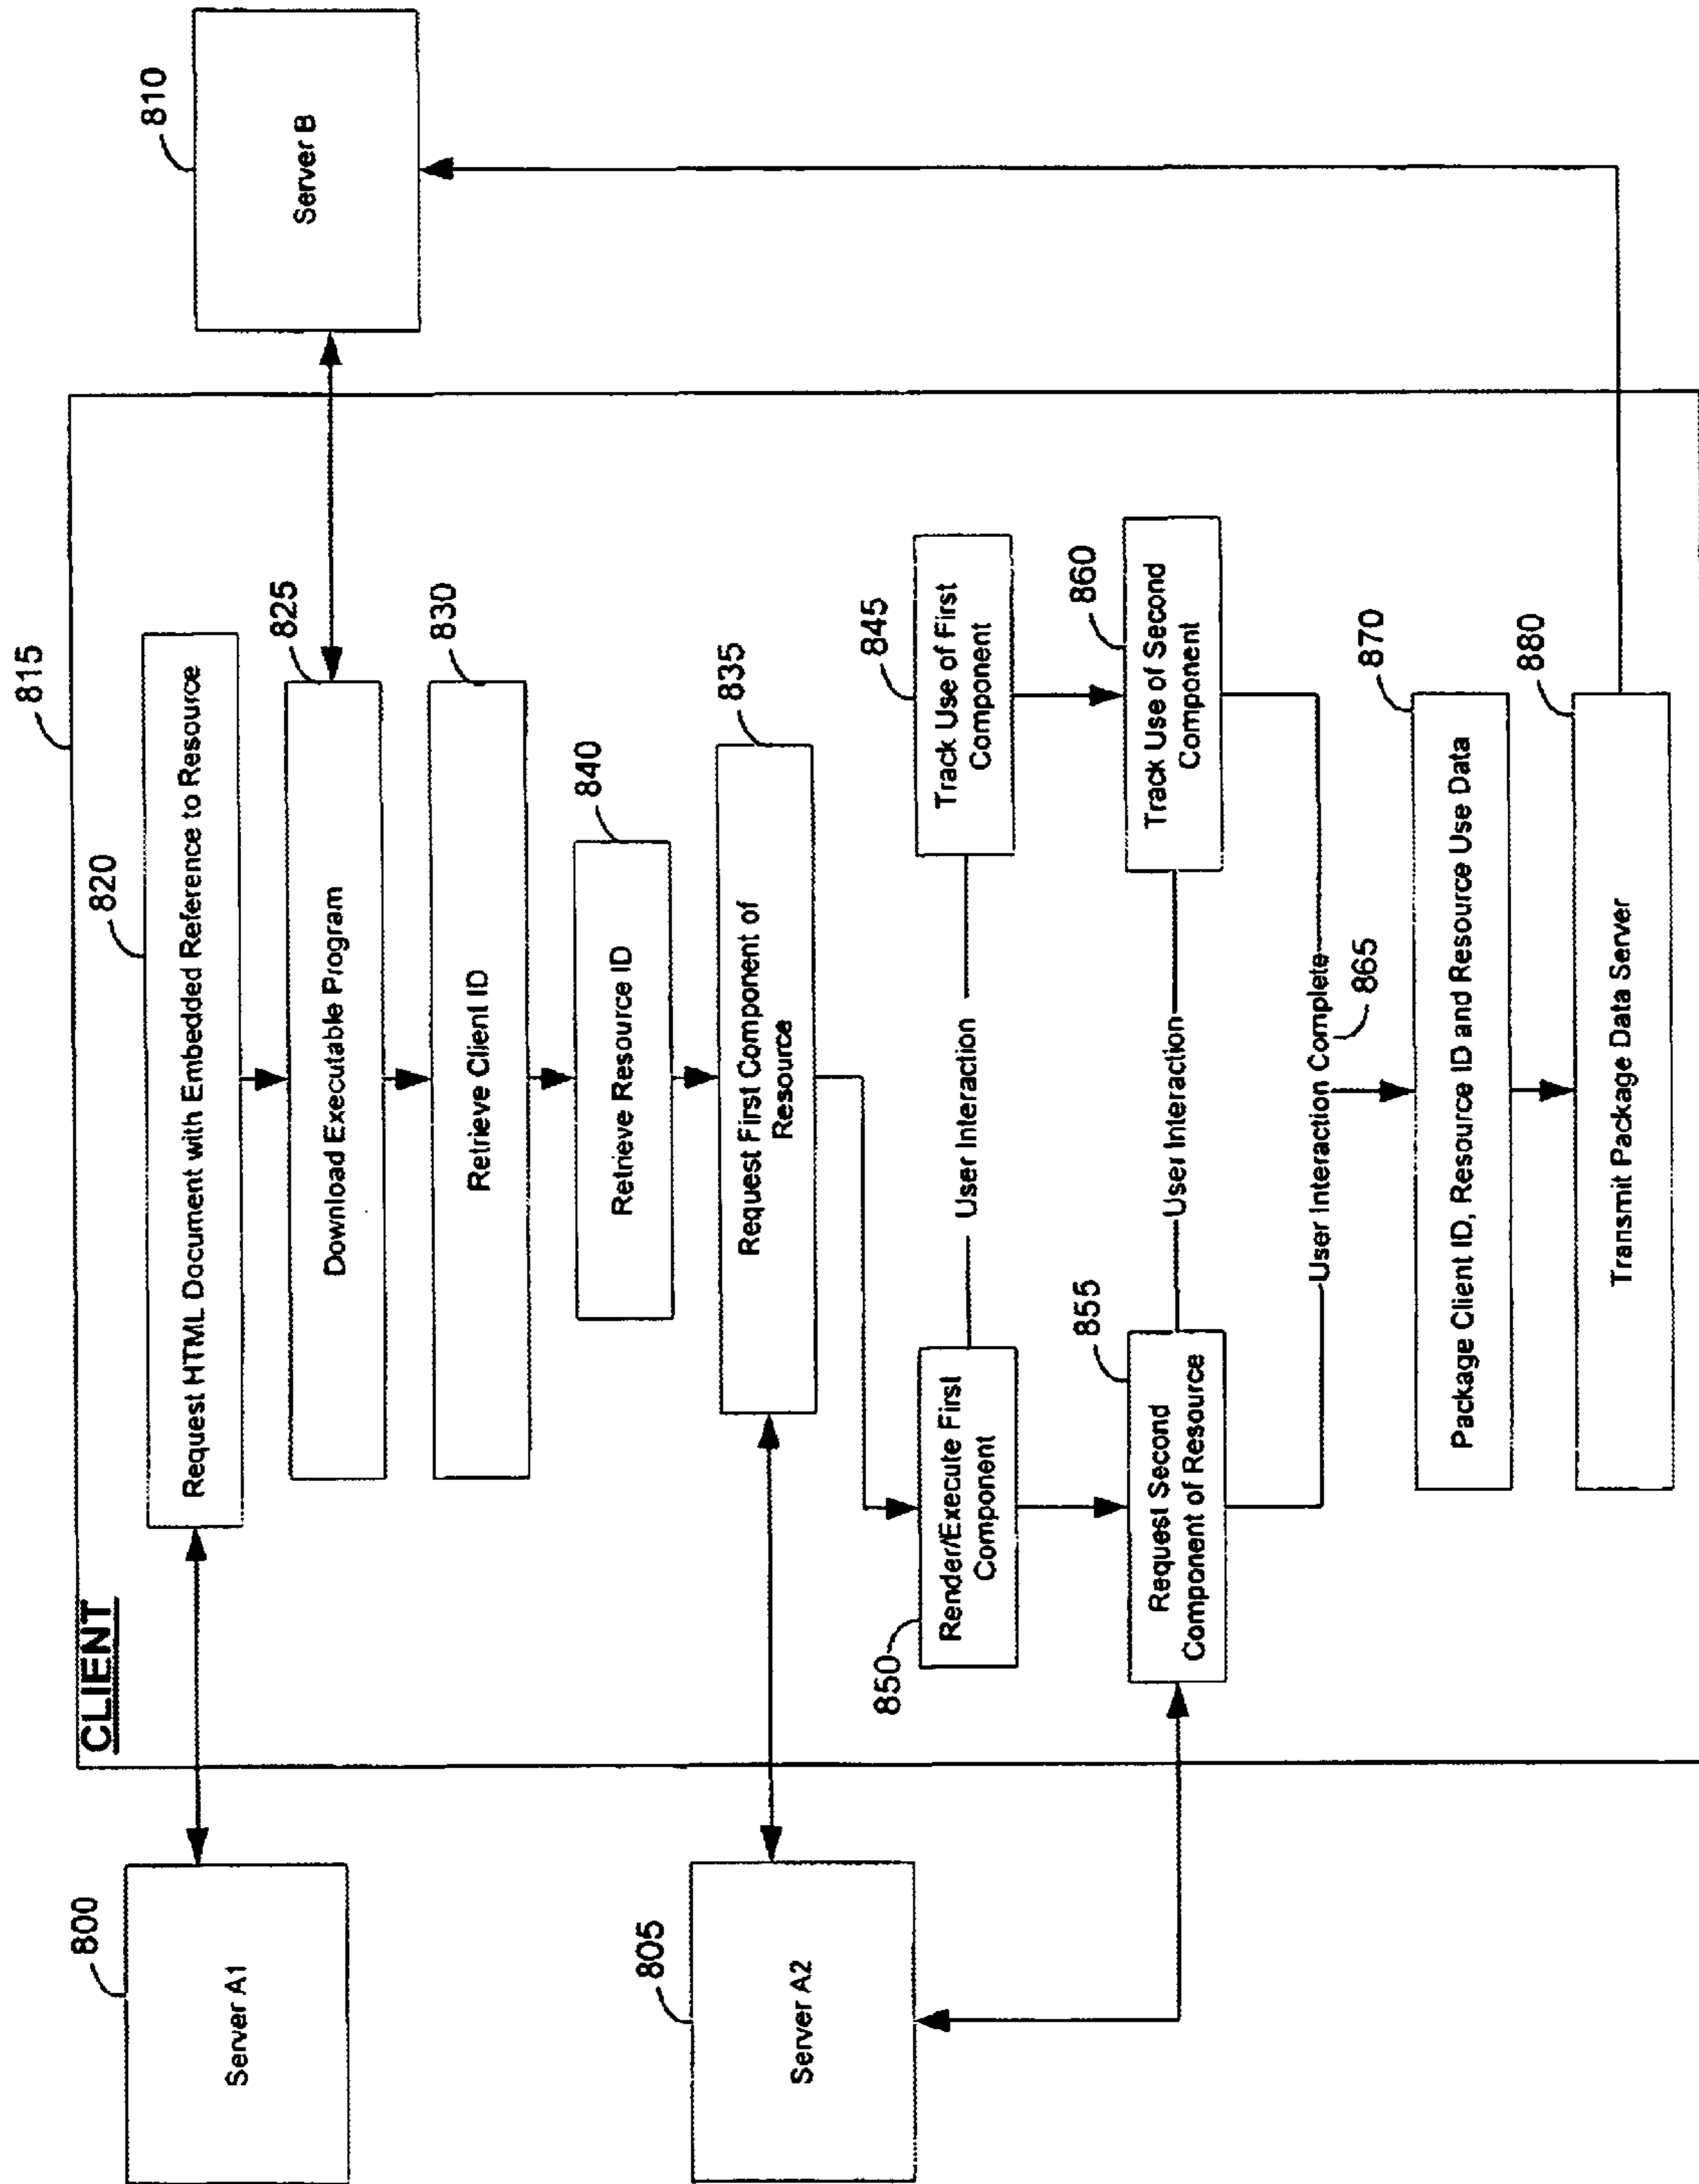 CLIENT
815
800
Server A1
820
Request HTML Document with Embedded Reference to Resource
810
Server B
825
Download Executable Program
830
Retrieve Client ID
840
Retrieve Resource ID
805
Server A2
835
Request First Component of
Resource
850
Render/Execute First
Component
User Interaction
845
Track Use of First
Component
855
Request Second
Component of Resource
User Interaction
860
Track Use of Second
Component
User Interaction Complete
865
870
Package Client ID, Resource ID and Resource Use Data
880
Transmit Package Data Server